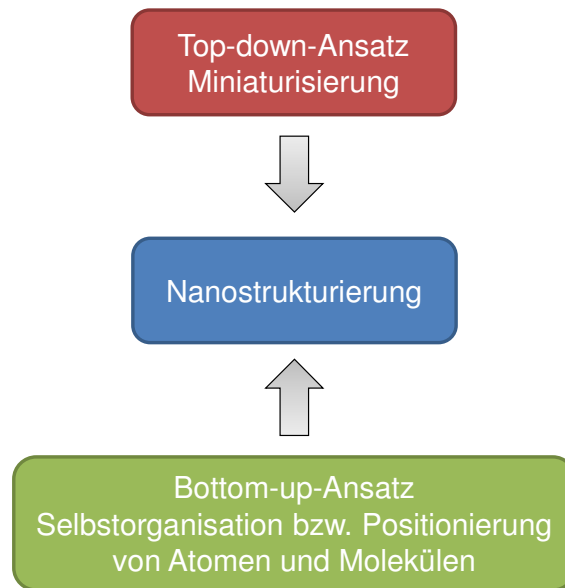 Top-down-Ansatz
Miniaturisierung
Nanostrukturierung
Bottom-up-Ansatz
Selbstorganisation bzw. Positionierung
von Atomen und Molekülen